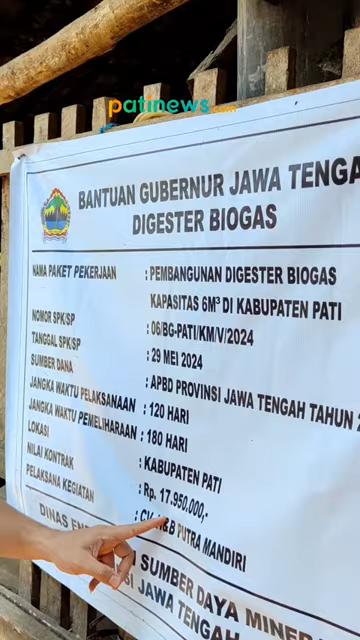 patinews
BANTUAN GUBERNUR JAWA TENGA
DIGESTER BIOGAS
NAMA PAKET PEKERJAAN : PEMBANGUNAN DIGESTER BIOGAS
KAPASITAS 6M³ DI KABUPATEN PATI
NOMOR SPK/SP : 06/BG-PATI/KM/V/2024
TANGGAL SPK/SP : 29 MEI 2024
SUMBER DANA : APBD PROVINSI JAWA TENGAH TAHUN 2
JANGKA WAKTU PELAKSANAAN : 120 HARI
JANGKA WAKTU PEMELIHARAAN : 180 HARI
LOKASI : KABUPATEN PATI
NILAI KONTRAK : Rp. 17.950.000,-
PELAKSANA KEGIATAN : CV. &B PUTRA MANDIRI
DINAS ENE SUMBER DAYA MINER
SI JAWA TENGA